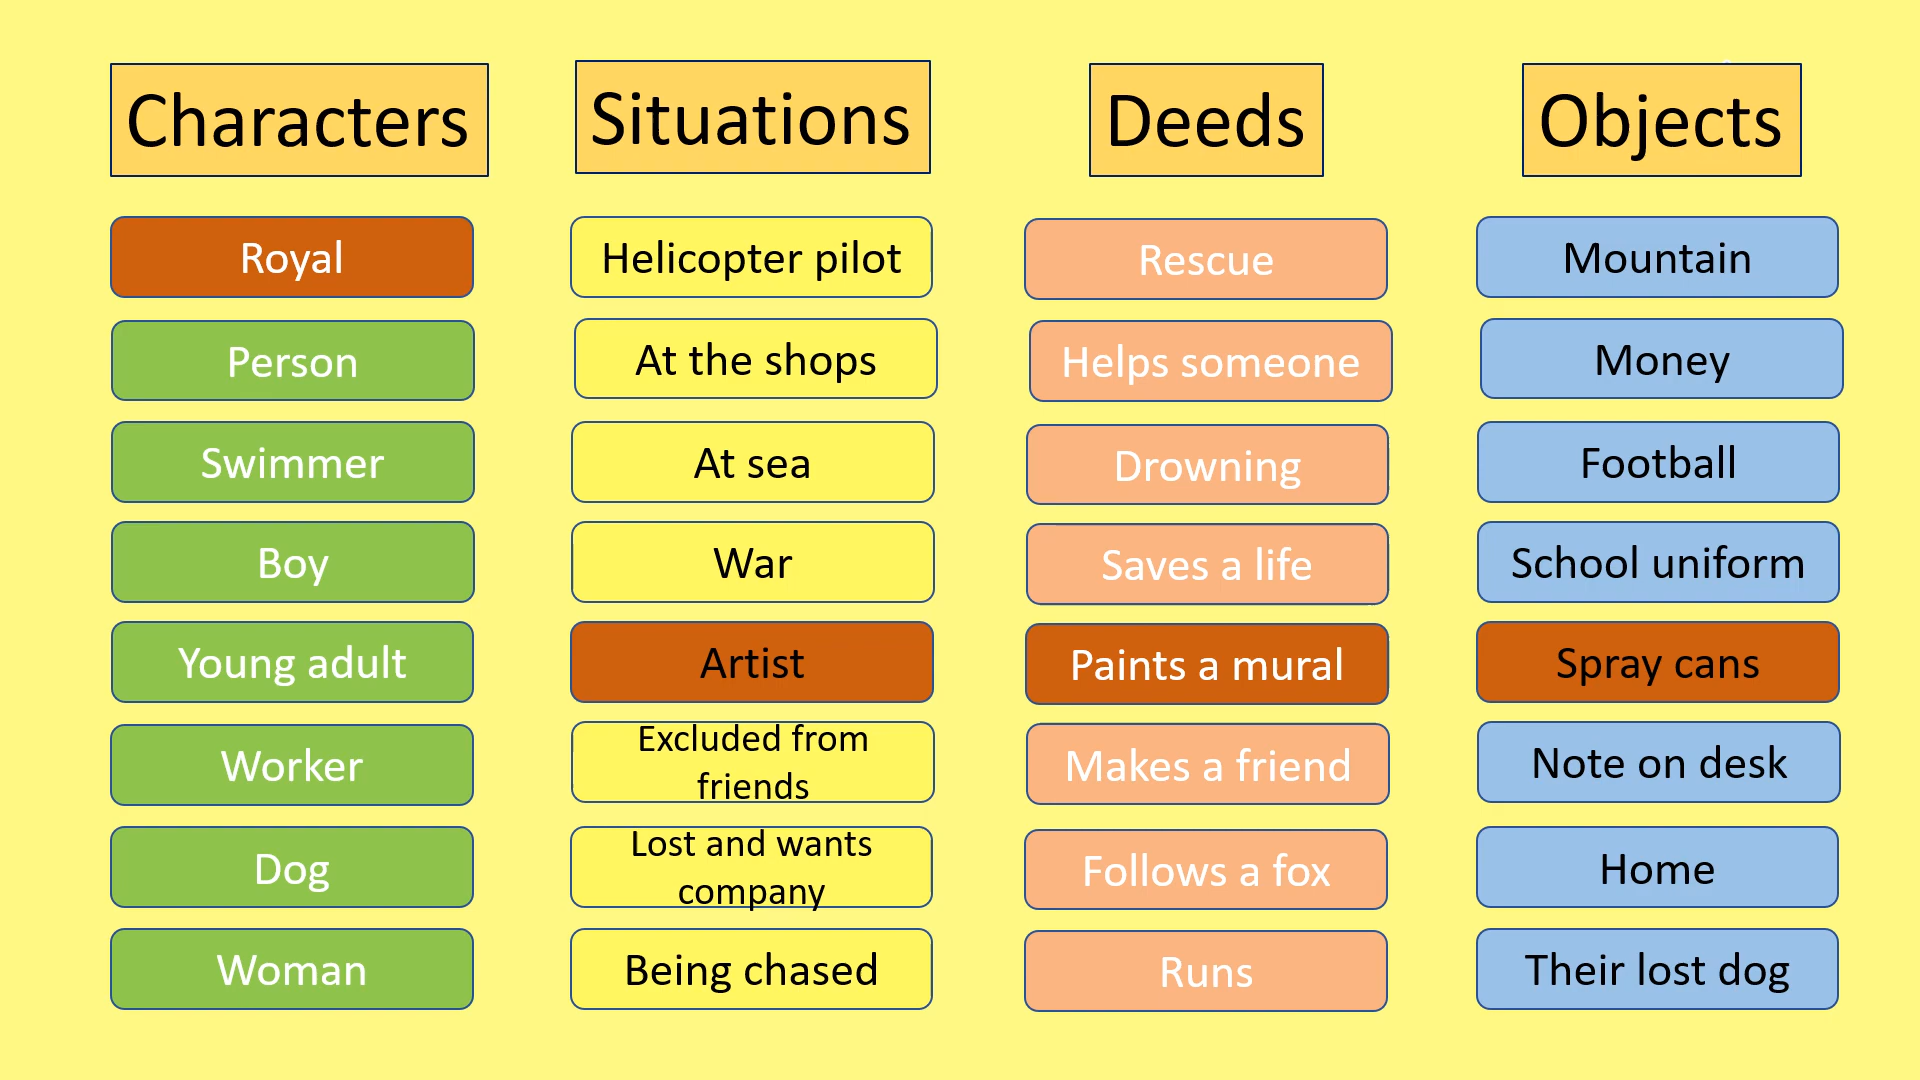 Characters
Situations
Deeds
Objects
Royal
Helicopter pilot
Rescue
Mountain
Person
At the shops
Helps someone
Money
Swimmer
At sea
Drowning
Football
Boy
War
Saves a life
School uniform
Young adult
Artist
Paints a mural
Spray cans
Worker
Excluded from
friends
Makes a friend
Note on desk
Dog
Lost and wants
company
Follows a fox
Home
Woman
Being chased
Runs
Their lost dog